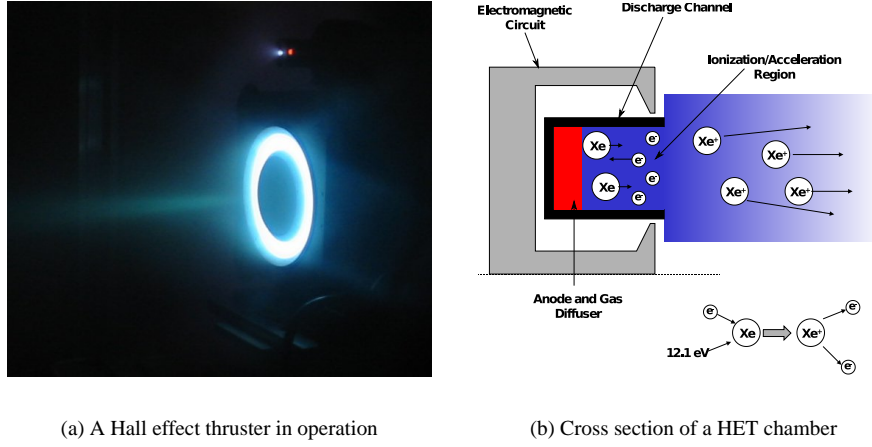 Electromagnetic
Circuit
Discharge Channel
Ionization/Acceleration
Region
Xe
Xe
e-
e-
e-
e-
Xe+
Xe+
Xe+
Xe+
Anode and Gas
Diffuser
e-
Xe
Xe+
e-
e-
12.1 eV
(a) A Hall effect thruster in operation
(b) Cross section of a HET chamber